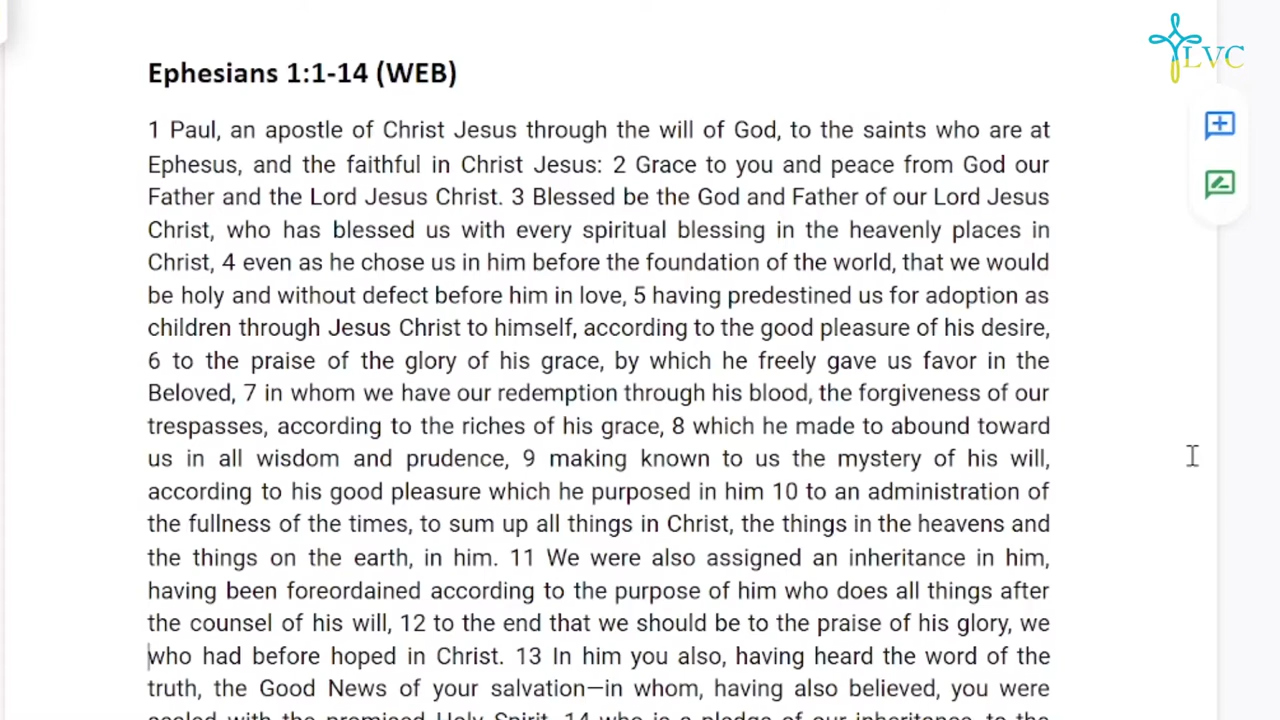 LVC
Ephesians 1:1-14 (WEB)
1 Paul, an apostle of Christ Jesus through the will of God, to the saints who are at
Ephesus, and the faithful in Christ Jesus: 2 Grace to you and peace from God our
Father and the Lord Jesus Christ. 3 Blessed be the God and Father of our Lord Jesus
Christ, who has blessed us with every spiritual blessing in the heavenly places in
Christ, 4 even as he chose us in him before the foundation of the world, that we would
be holy and without defect before him in love, 5 having predestined us for adoption as
children through Jesus Christ to himself, according to the good pleasure of his desire,
6 to the praise of the glory of his grace, by which he freely gave us favor in the
Beloved, 7 in whom we have our redemption through his blood, the forgiveness of our
trespasses, according to the riches of his grace, 8 which he made to abound toward
us in all wisdom and prudence, 9 making known to us the mystery of his will,
according to his good pleasure which he purposed in him 10 to an administration of
the fullness of the times, to sum up all things in Christ, the things in the heavens and
the things on the earth, in him. 11 We were also assigned an inheritance in him,
having been foreordained according to the purpose of him who does all things after
the counsel of his will, 12 to the end that we should be to the praise of his glory, we
who had before hoped in Christ. 13 In him you also, having heard the word of the
truth, the Good News of your salvation—in whom, having also believed, you were
sealed with the promised Holy Spirit, 14 who is a pledge of our inheritance, to the